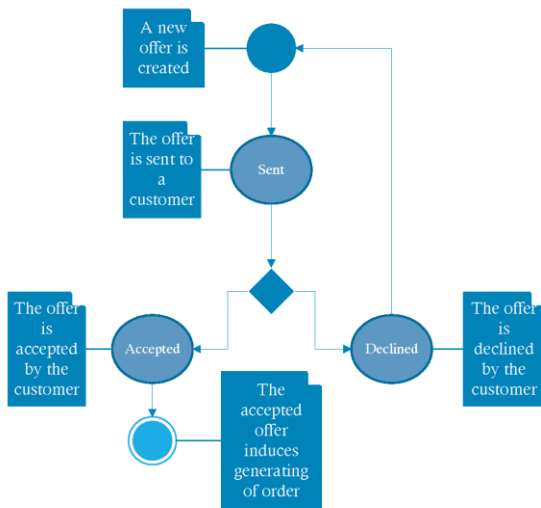 A new
offer is
created
The offer
is sent to
a
customer
Sent
The offer
is
accepted
by the
customer
Accepted
Declined
The offer
is
declined
by the
customer
The
accepted
offer
induces
generating
of order